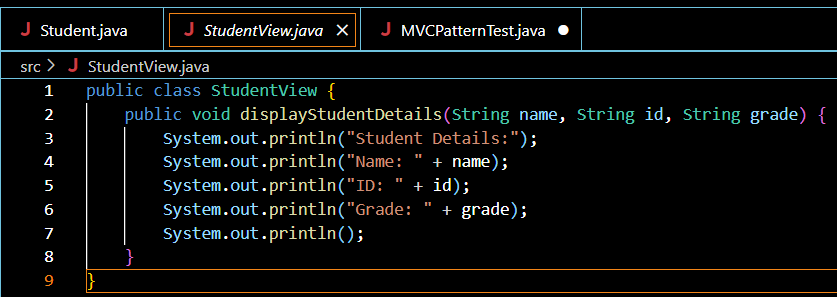 J Student.java J StudentView.java × J MVCPatternTest.java ●
src > J StudentView.java
1 public class StudentView {
2     public void displayStudentDetails(String name, String id, String grade) {
3         System.out.println("Student Details:");
4         System.out.println("Name: " + name);
5         System.out.println("ID: " + id);
6         System.out.println("Grade: " + grade);
7         System.out.println();
8     }
9 }